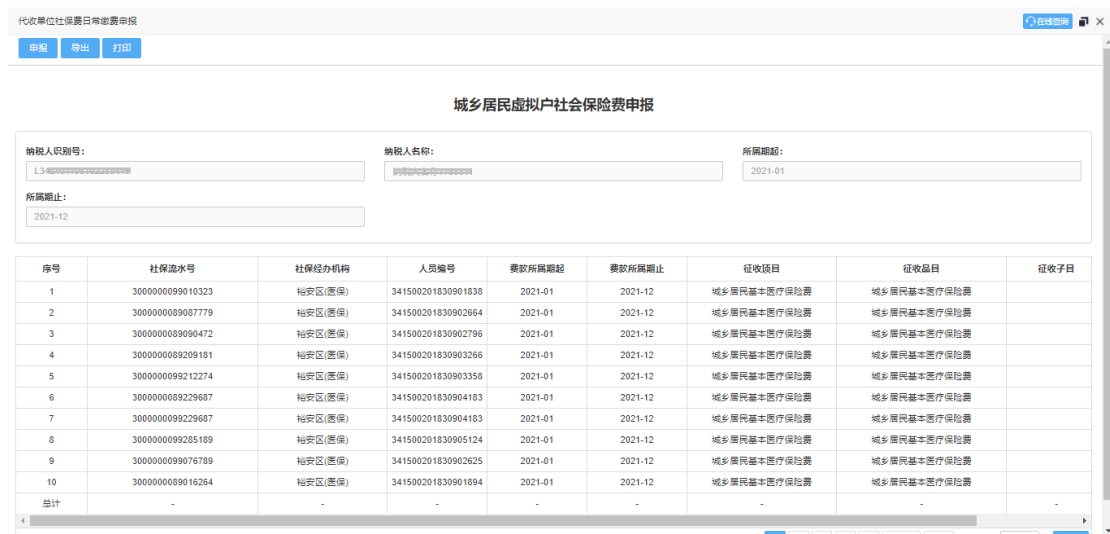 代收单位社保费日常缴费申报
在线咨询
申报 导出 打印
城乡居民虚拟户社会保险费申报
纳税人识别号： 纳税人名称： 所属期起：
2021-01
所属期止：
2021-12
序号 社保流水号 社保经办机构 人员编号 费款所属期起 费款所属期止 征收项目 征收品目 征收子目
1 3000000099010323 裕安区(医保) 341500201830901838 2021-01 2021-12 城乡居民基本医疗保险费 城乡居民基本医疗保险费
2 3000000089087779 裕安区(医保) 341500201830902664 2021-01 2021-12 城乡居民基本医疗保险费 城乡居民基本医疗保险费
3 3000000089090472 裕安区(医保) 341500201830902796 2021-01 2021-12 城乡居民基本医疗保险费 城乡居民基本医疗保险费
4 3000000089209181 裕安区(医保) 341500201830903266 2021-01 2021-12 城乡居民基本医疗保险费 城乡居民基本医疗保险费
5 3000000099212274 裕安区(医保) 341500201830903358 2021-01 2021-12 城乡居民基本医疗保险费 城乡居民基本医疗保险费
6 3000000089229687 裕安区(医保) 341500201830904183 2021-01 2021-12 城乡居民基本医疗保险费 城乡居民基本医疗保险费
7 3000000099229687 裕安区(医保) 341500201830904183 2021-01 2021-12 城乡居民基本医疗保险费 城乡居民基本医疗保险费
8 3000000099285189 裕安区(医保) 341500201830905124 2021-01 2021-12 城乡居民基本医疗保险费 城乡居民基本医疗保险费
9 3000000099076789 裕安区(医保) 341500201830902625 2021-01 2021-12 城乡居民基本医疗保险费 城乡居民基本医疗保险费
10 3000000089016264 裕安区(医保) 341500201830901894 2021-01 2021-12 城乡居民基本医疗保险费 城乡居民基本医疗保险费
总计 - - - - - - - -